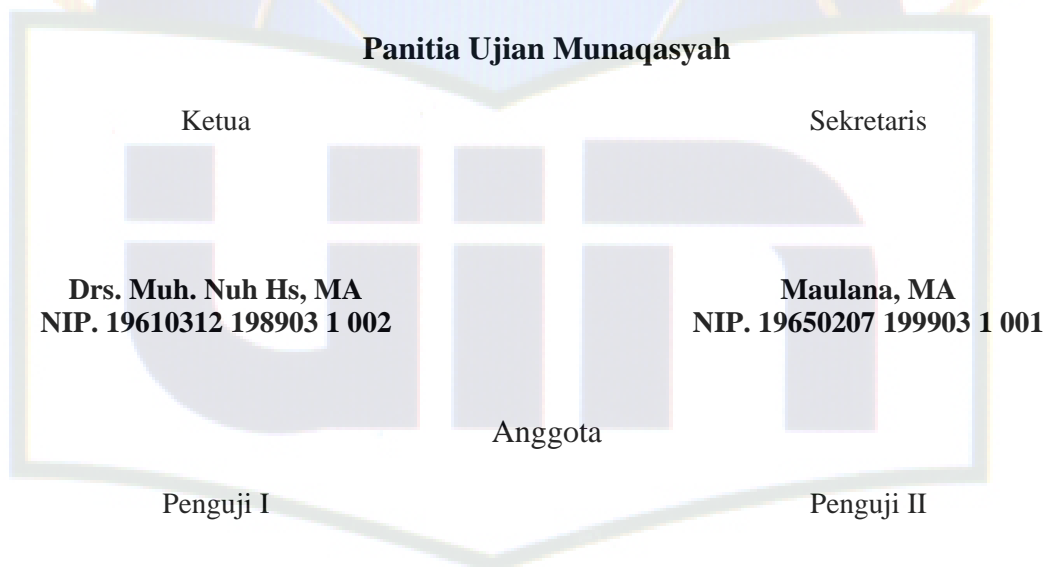 Panitia Ujian Munaqasyah
Ketua
Sekretaris
Drs. Muh. Nuh Hs, MA
NIP. 19610312 198903 1 002
Maulana, MA
NIP. 19650207 199903 1 001
Anggota
Penguji I
Penguji II
uin